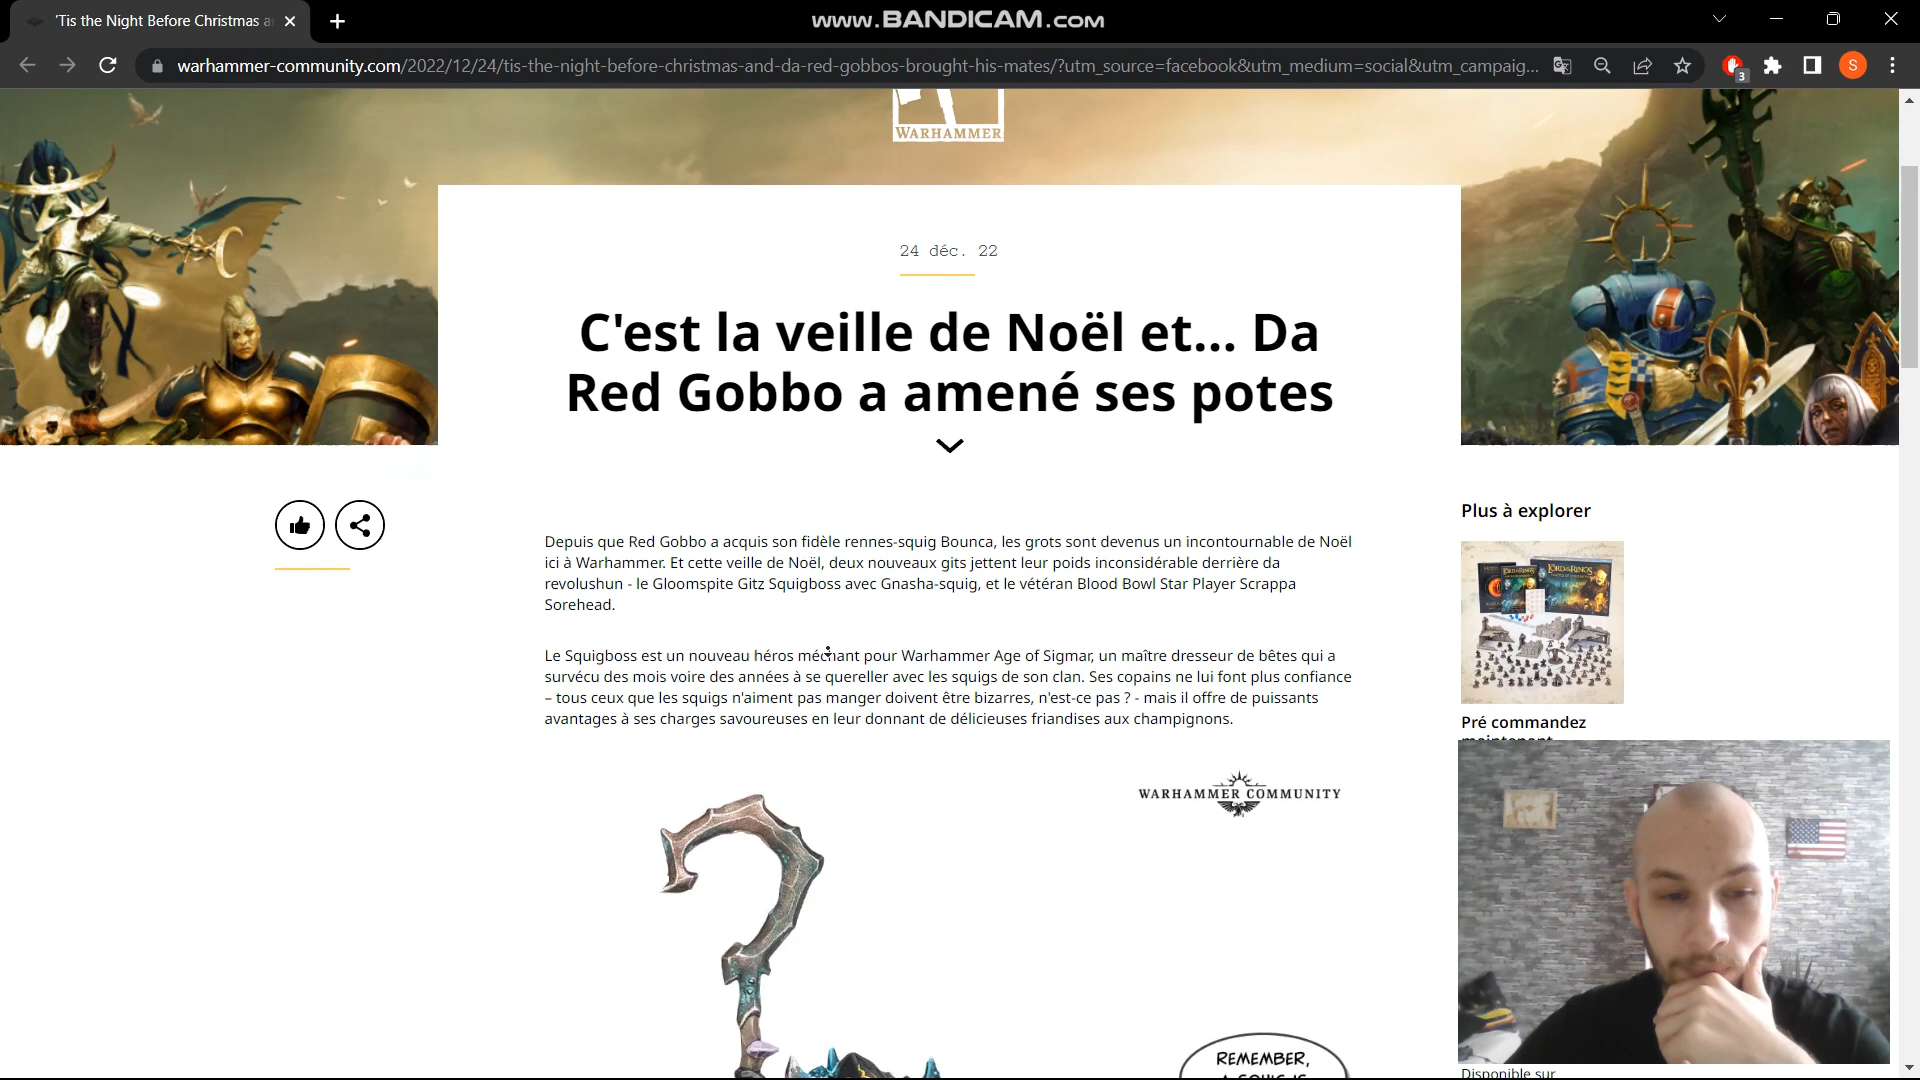 'Tis the Night Before Christmas a
www.BANDICAM.com
warhammer-community.com/2022/12/24/tis-the-night-before-christmas-and-da-red-gobbos-brought-his-mates/?utm_source=facebook&utm_medium=social&utm_campaig...
3
S
WARHAMMER
24 déc. 22
C'est la veille de Noël et... Da
Red Gobbo a amené ses potes
Depuis que Red Gobbo a acquis son fidèle rennes-squig Bounca, les grots sont devenus un incontournable de Noël
ici à Warhammer. Et cette veille de Noël, deux nouveaux gits jettent leur poids inconsidérable derrière da
revolushun - le Gloomspite Gitz Squigboss avec Gnasha-squig, et le vétéran Blood Bowl Star Player Scrappa
Sorehead.
Le Squigboss est un nouveau héros méchant pour Warhammer Age of Sigmar, un maître dresseur de bêtes qui a
survécu des mois voire des années à se quereller avec les squigs de son clan. Ses copains ne lui font plus confiance
– tous ceux que les squigs n'aiment pas manger doivent être bizarres, n'est-ce pas ? - mais il offre de puissants
avantages à ses charges savoureuses en leur donnant de délicieuses friandises aux champignons.
WARHAMMER COMMUNITY
REMEMBER,
Plus à explorer
LORD OF THE RINGS
Pré commandez
maintenant
Disponible sur